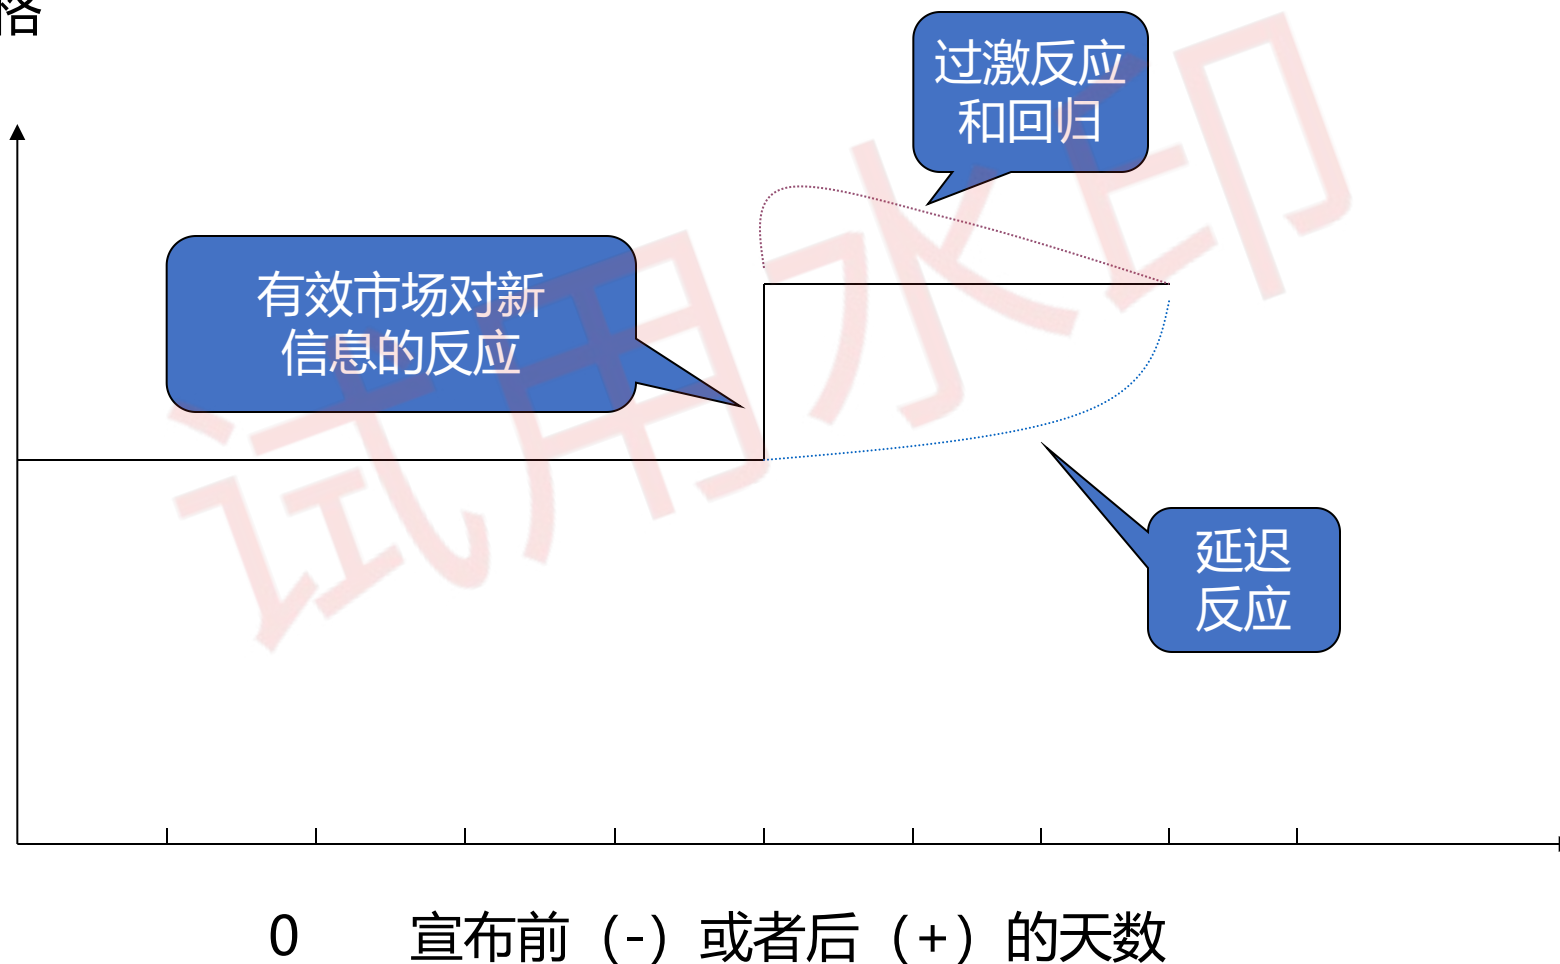 格
过激反应
和回归
有效市场对新
信息的反应
延迟
反应
0 宣布前（-）或者后（+）的天数
试用水印